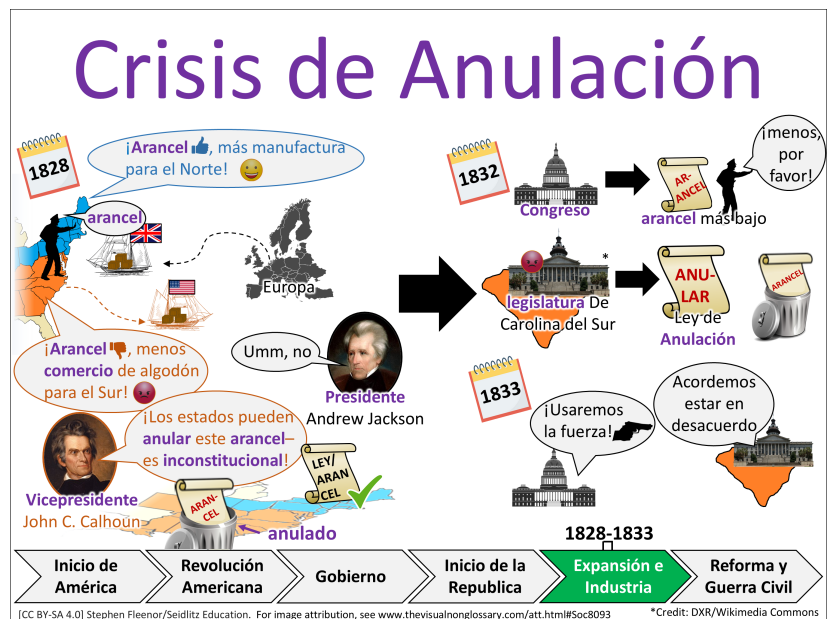 Crisis de Anulación
1828
¡Arancel, más manufactura
para el Norte!
arancel
Europa
¡Arancel, menos
comercio de algodón
para el Sur!
Umm, no
Presidente
Andrew Jackson
¡Los estados pueden
anular este arancel–
es inconstitucional!
Vicepresidente
John C. Calhoun
ARAN-
CEL
LEY/
ARAN
CEL
anulado
1832
Congreso
AR-
ANCEL
arancel más bajo
¡menos,
por
favor!
*
legislatura De
Carolina del Sur
ANU-
LAR
Ley de
Anulación
ARANCEL
1833
¡Usaremos
la fuerza!
Acordemos
estar en
desacuerdo
1828-1833
Inicio de
América
Revolución
Americana
Gobierno
Inicio de la
Republica
Expansión e
Industria
Reforma y
Guerra Civil
[CC BY-SA 4.0] Stephen Fleenor/Seidlitz Education. For image attribution, see www.thevisualnonglossary.com/att.html#Soc8093
*Credit: DXR/Wikimedia Commons